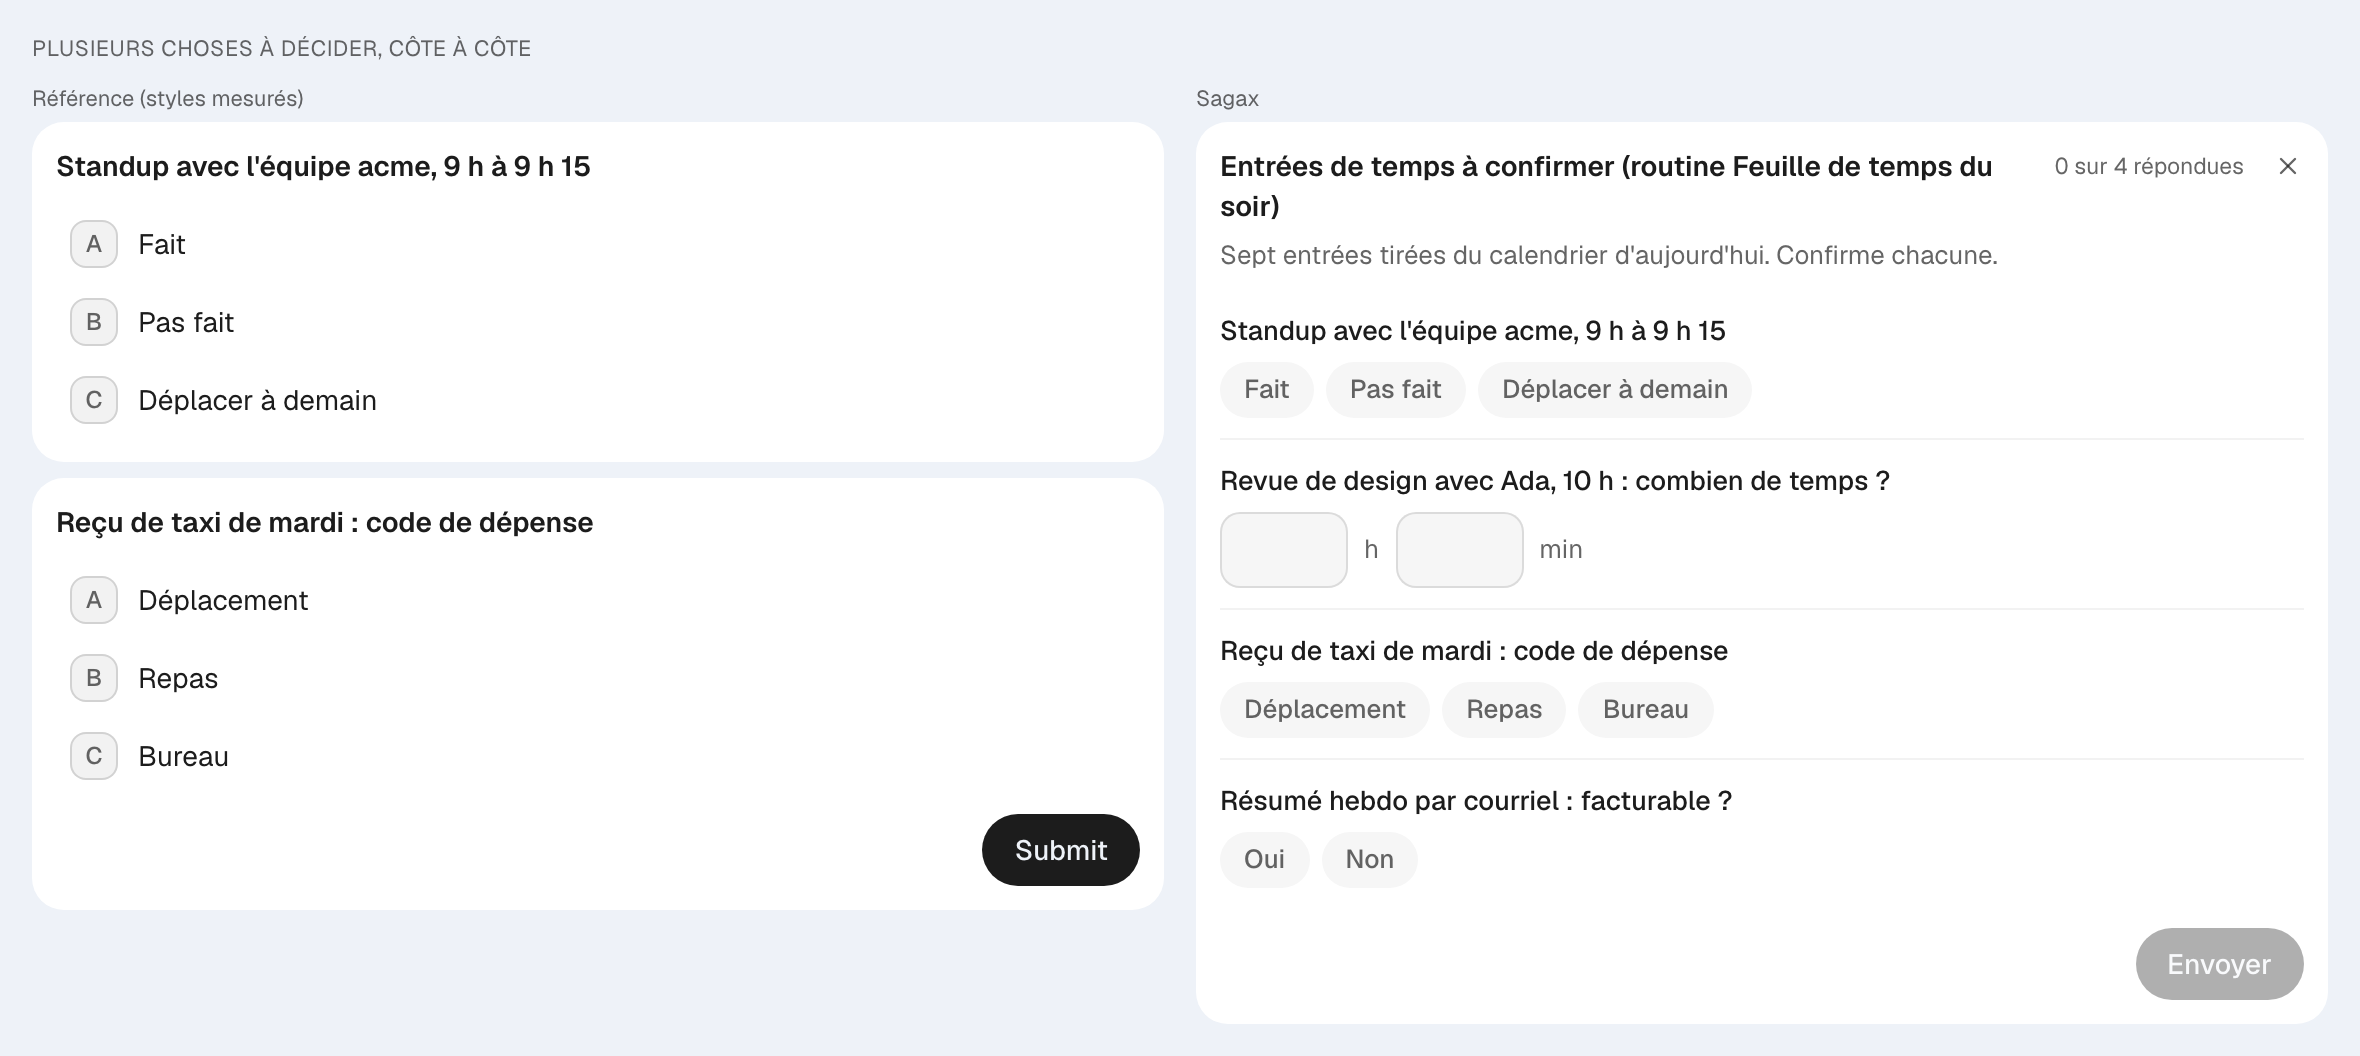 PLUSIEURS CHOSES À DÉCIDER, CÔTE À CÔTE
Référence (styles mesurés)
Standup avec l'équipe acme, 9 h à 9 h 15
A Fait
B Pas fait
C Déplacer à demain
Reçu de taxi de mardi : code de dépense
A Déplacement
B Repas
C Bureau
Submit
Sagax
Entrées de temps à confirmer (routine Feuille de temps du
soir)
0 sur 4 répondues
Sept entrées tirées du calendrier d'aujourd'hui. Confirme chacune.
Standup avec l'équipe acme, 9 h à 9 h 15
Fait Pas fait Déplacer à demain
Revue de design avec Ada, 10 h : combien de temps ?
h min
Reçu de taxi de mardi : code de dépense
Déplacement Repas Bureau
Résumé hebdo par courriel : facturable ?
Oui Non
Envoyer